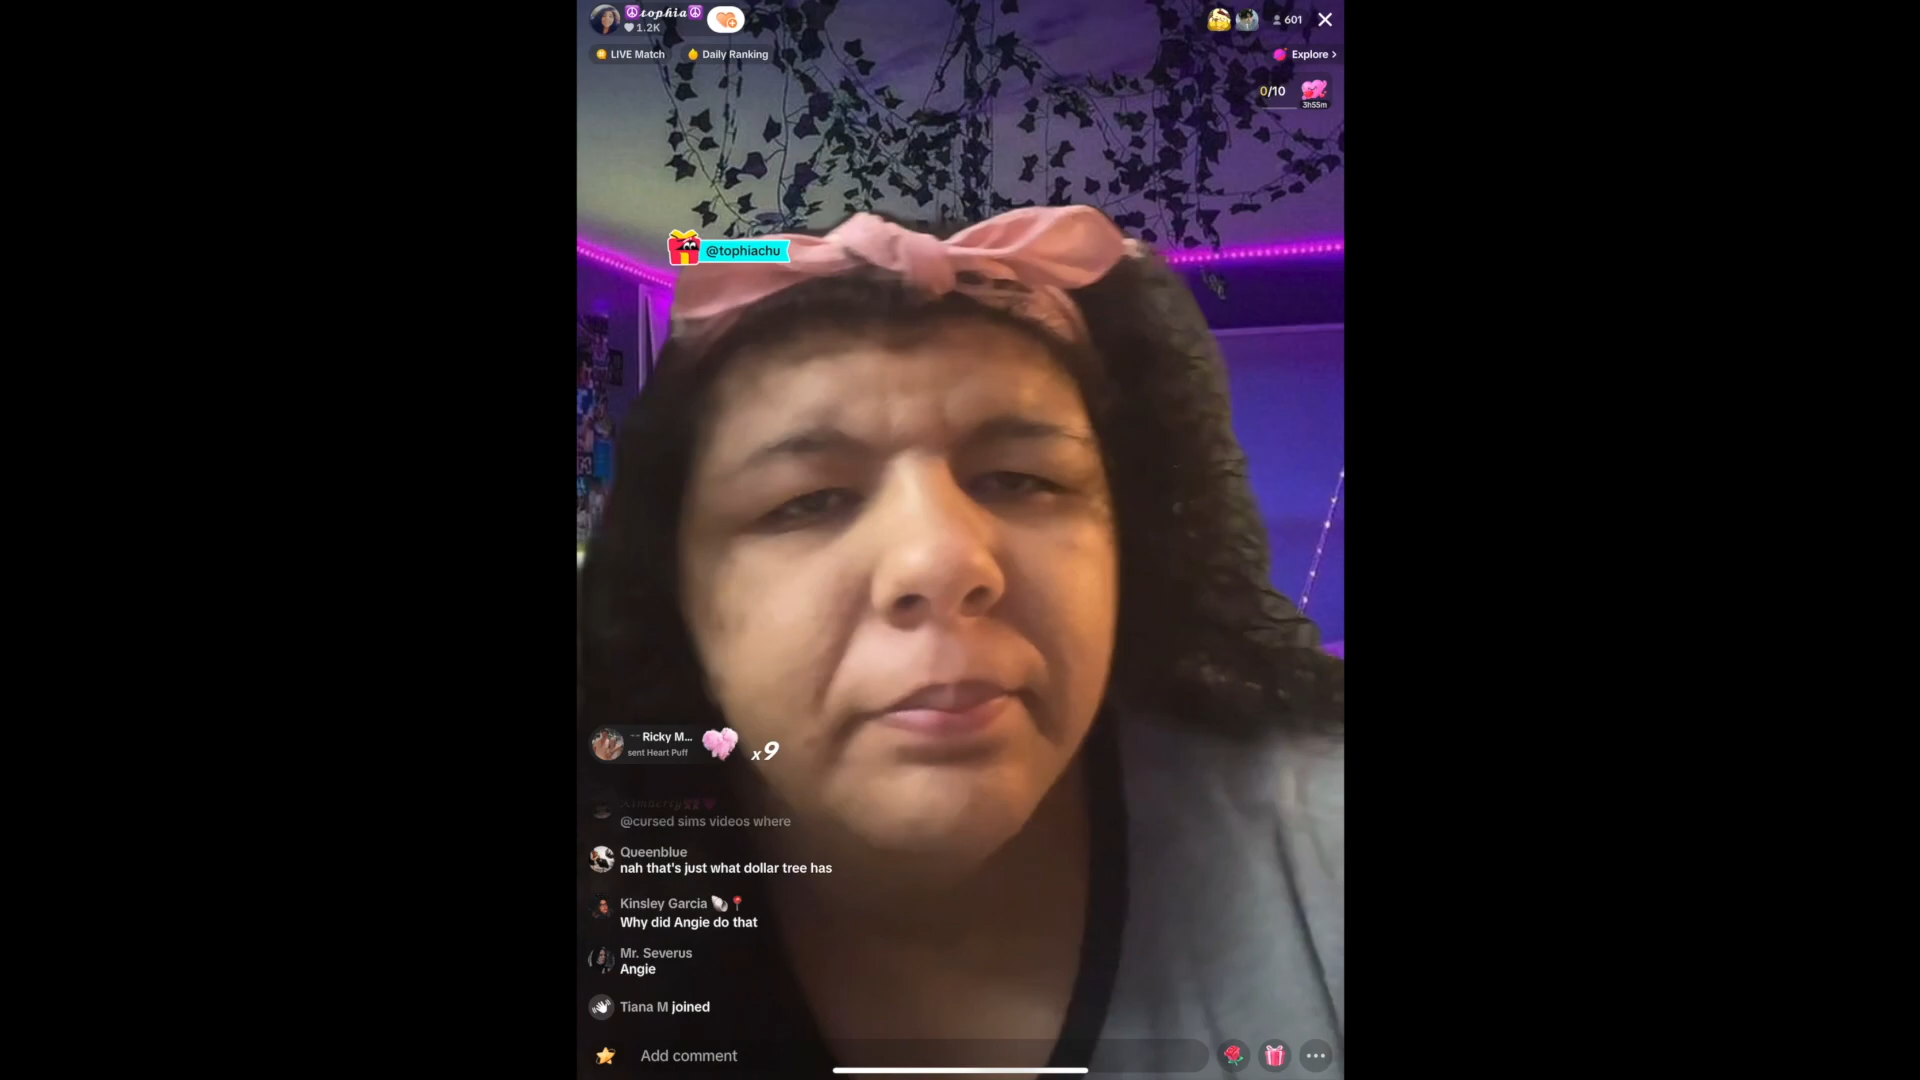 ☮𝓽𝓸𝓹𝓱𝓲𝓪☮
1.2K
601
LIVE Match
Daily Ranking
Explore >
0/10
3h55m
@tophiachu
Ricky M...
sent Heart Puff
x9
@cursed sims videos where
Queenblue
nah that's just what dollar tree has
Kinsley Garcia
Why did Angie do that
Mr. Severus
Angie
Tiana M joined
Add comment